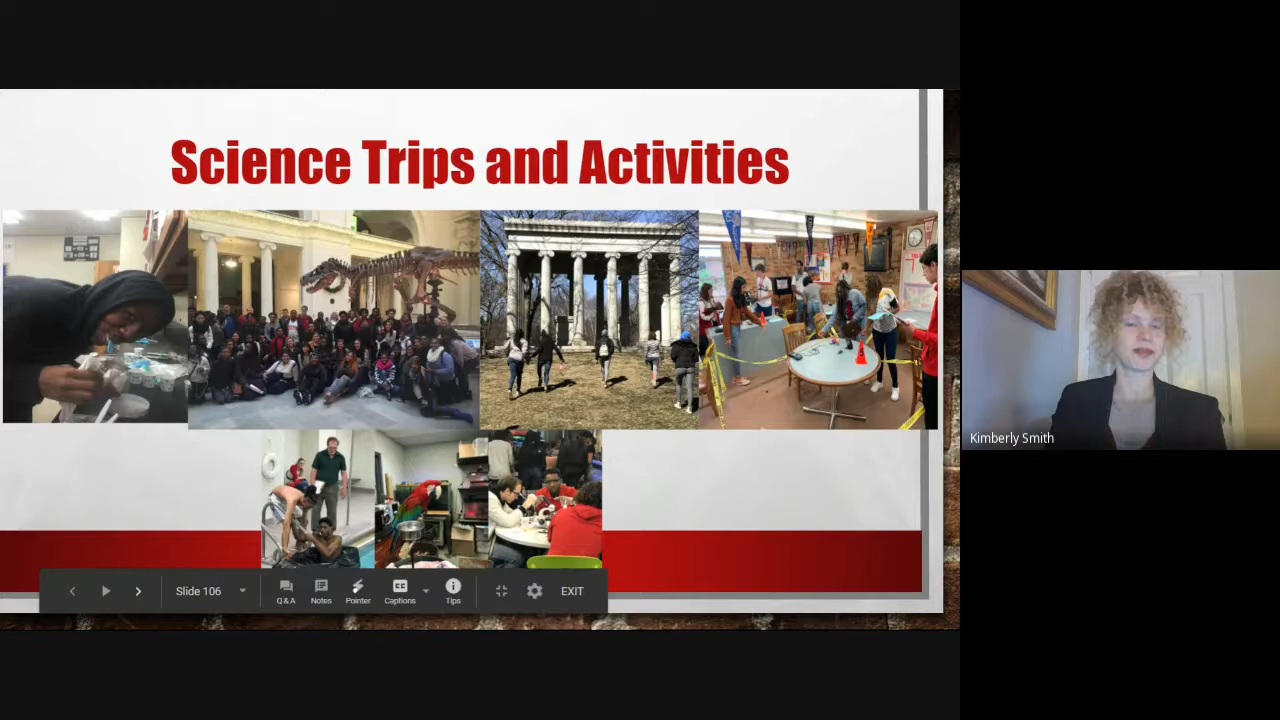 Science Trips and Activities
Kimberly Smith
Slide 106
Q&A
Notes
Pointer
Captions
Tips
EXIT